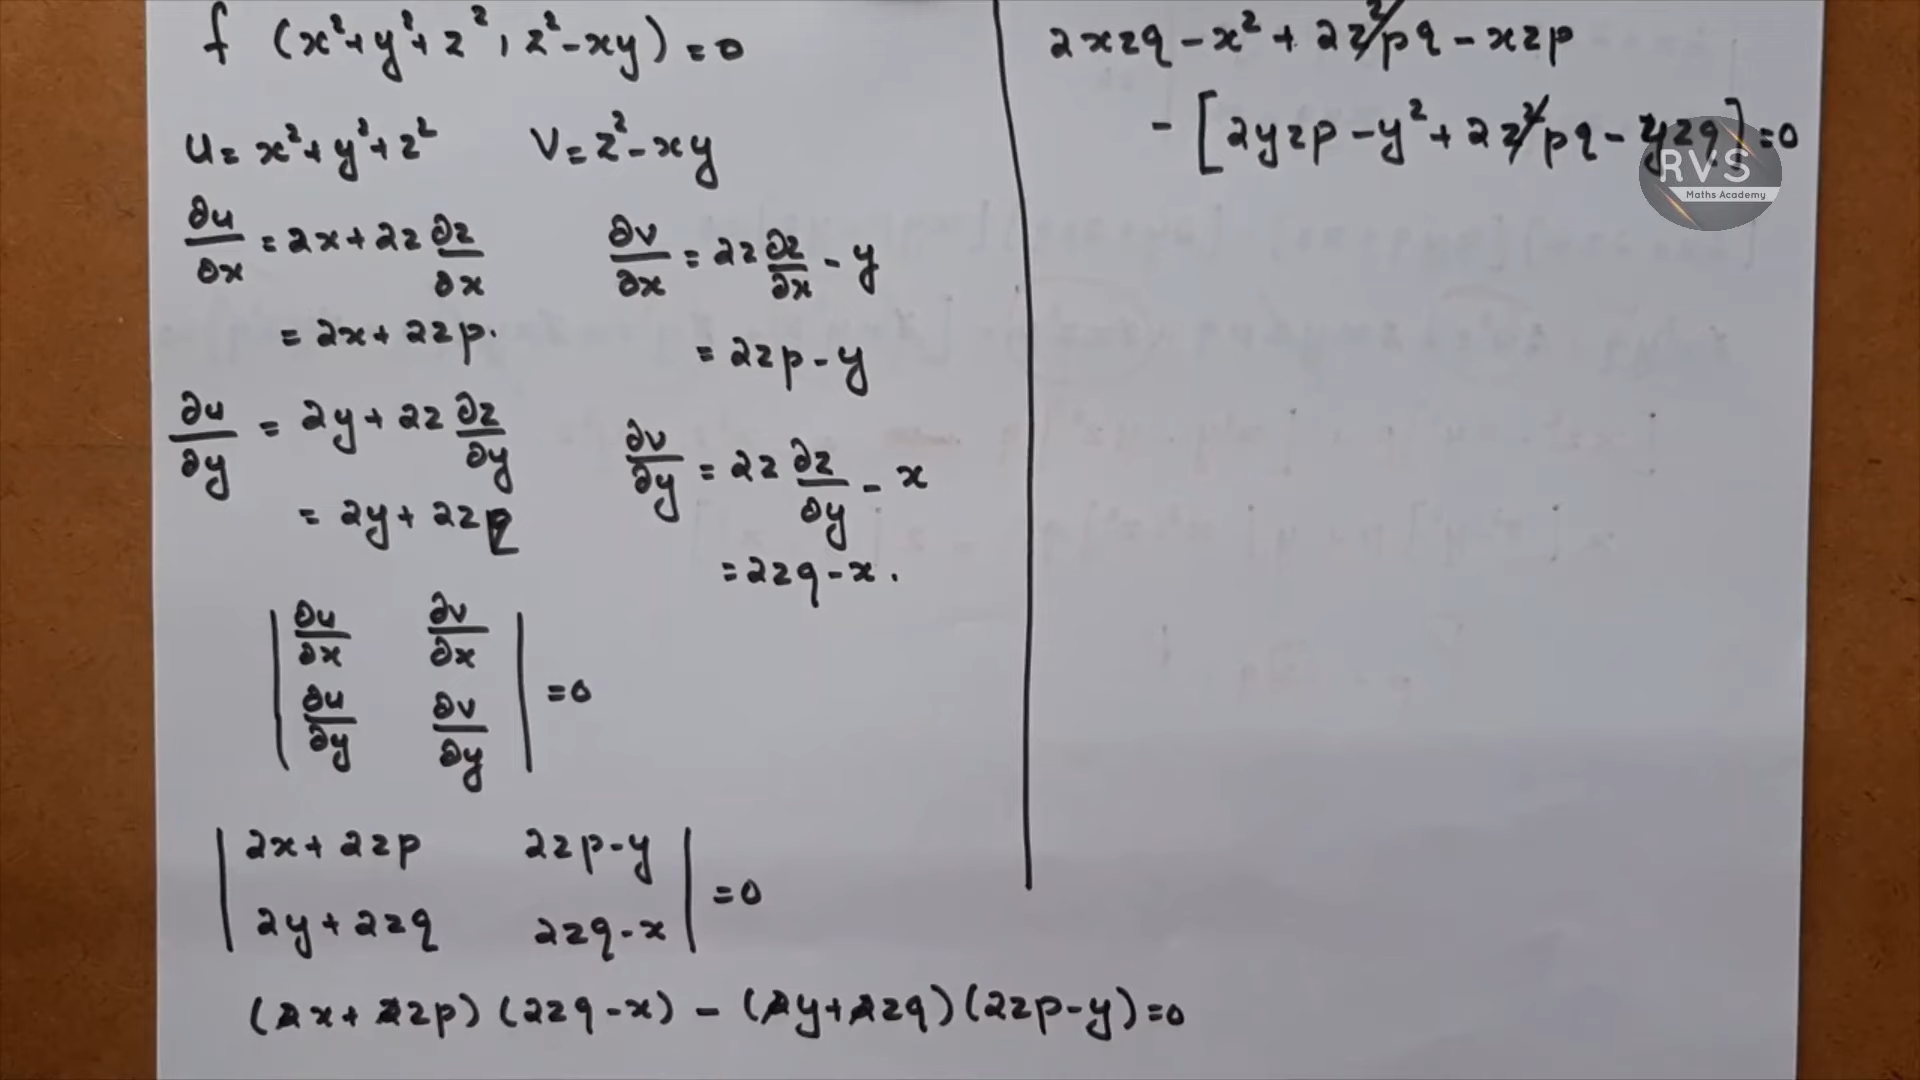 f (x²+y²+z², z²-xy) = 0
u = x²+y²+z² v = z²-xy
∂u/∂x = 2x+2z ∂z/∂x
= 2x+2zp.
∂v/∂x = 2z ∂z/∂x - y
= 2zp-y
∂u/∂y = 2y+2z ∂z/∂y
= 2y+2zq
∂v/∂y = 2z ∂z/∂y - x
= 2zq-x.
| ∂u/∂x ∂v/∂x |
| ∂u/∂y ∂v/∂y | = 0
| 2x+2zp 2zp-y |
| 2y+2zq 2zq-x | = 0
(2x+2zp) (2zq-x) - (2y+2zq) (2zp-y) = 0
2xzq - x² + 2z²pq - xzp
- [2yzp - y² + 2z²pq - yzq] = 0
RVS
Maths Academy